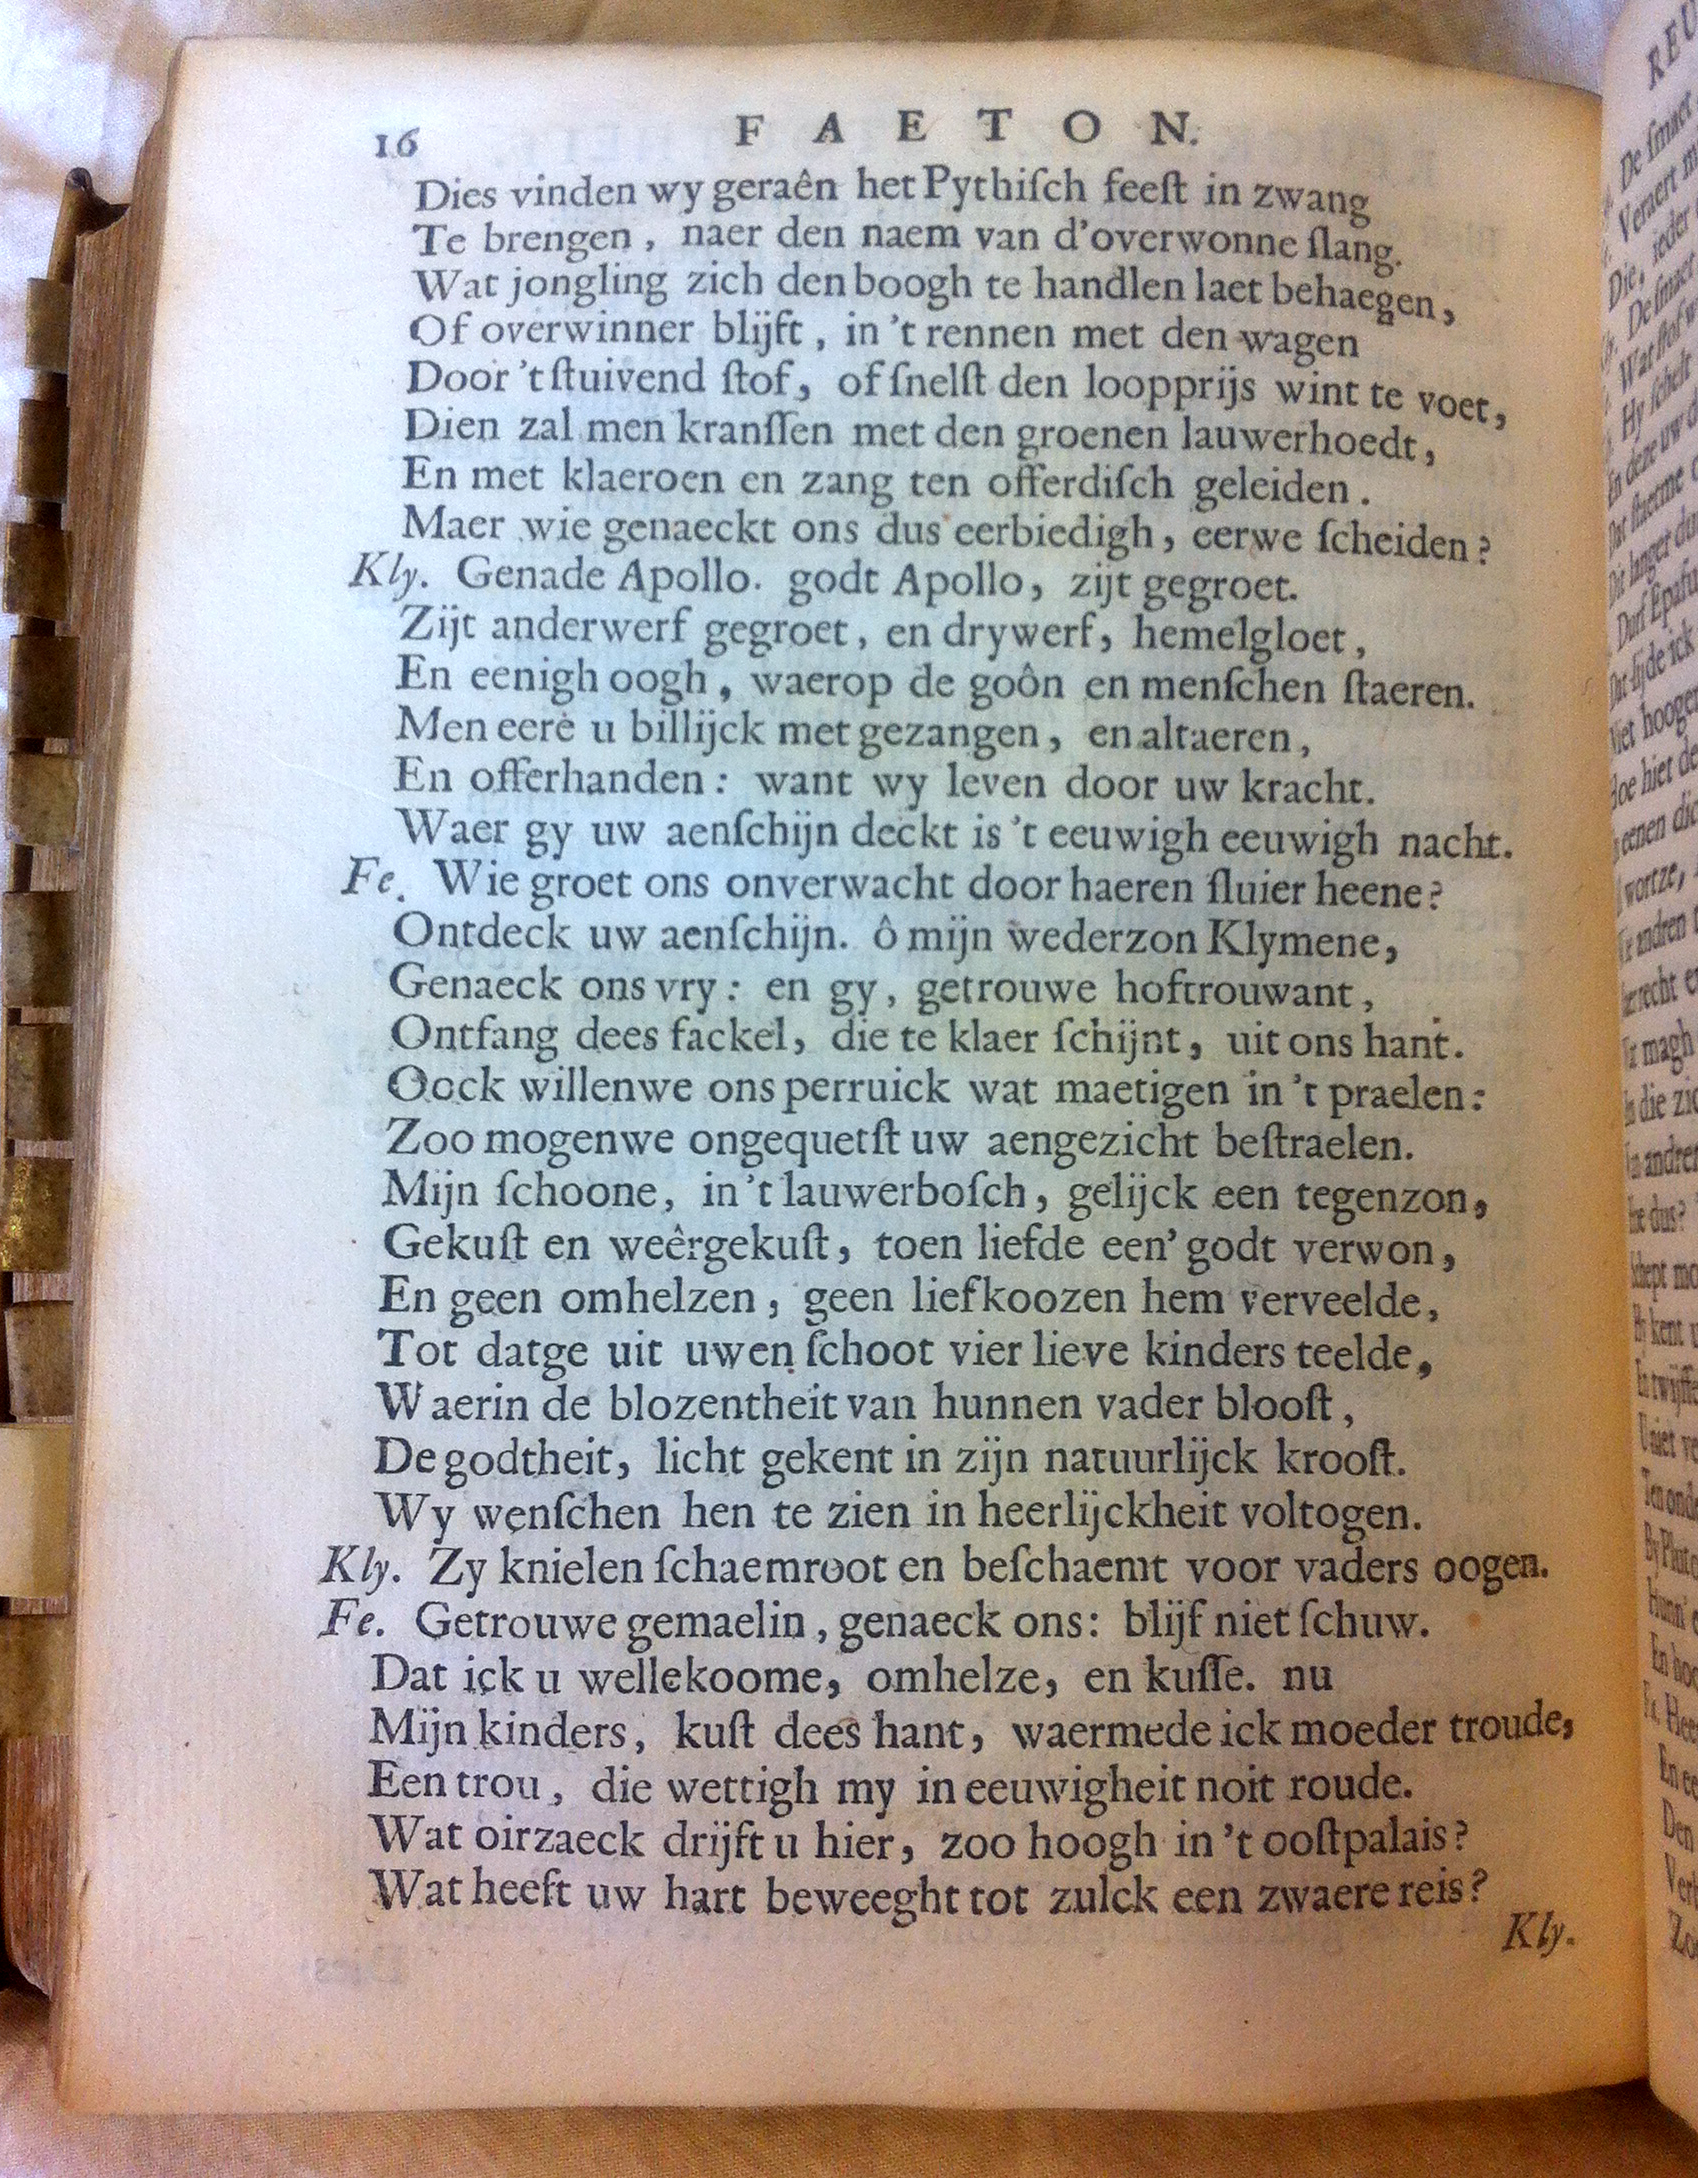 16 FAETON.
Dies vinden wy geraên het Pythiſch feeſt in zwang
Te brengen, naer den naem van d'overwonne ſlang.
Wat jongling zich den boogh te handlen laet behaegen,
Of overwinner blijft, in 't rennen met den wagen
Door 't ſtuivend ſtof, of ſnelſt den loopprijs wint te voet,
Dien zal men kranſſen met den groenen lauwerhoedt,
En met klaeroen en zang ten offerdiſch geleiden.
Maer wie genaeckt ons dus eerbiedigh, eerwe ſcheiden?
Kly. Genade Apollo. godt Apollo, zijt gegroet.
Zijt anderwerf gegroet, en drywerf, hemelgloet,
En eenigh oogh, waerop de goôn en menſchen ſtaeren.
Men eere u billijck met gezangen, en altaeren,
En offerhanden: want wy leven door uw kracht.
Waer gy uw aenſchijn deckt is 't eeuwigh eeuwigh nacht.
Fe. Wie groet ons onverwacht door haeren ſluier heene?
Ontdeck uw aenſchijn. ô mijn wederzon Klymene,
Genaeck ons vry: en gy, getrouwe hoftrouwant,
Ontfang dees fackel, die te klaer ſchijnt, uit ons hant.
Oock willenwe ons perruick wat maetigen in 't praelen:
Zoo mogenwe ongequetſt uw aengezicht beſtraelen.
Mijn ſchoone, in 't lauwerboſch, gelijck een tegenzon,
Gekuſt en weêrgekuſt, toen liefde een' godt verwon,
En geen omhelzen, geen liefkoozen hem verveelde,
Tot datge uit uwen ſchoot vier lieve kinders teelde,
Waerin de blozentheit van hunnen vader blooſt,
De godtheit, licht gekent in zijn natuurlijck krooſt.
Wy wenſchen hen te zien in heerlijckheit voltogen.
Kly. Zy knielen ſchaemroot en beſchaemt voor vaders oogen.
Fe. Getrouwe gemaelin, genaeck ons: blijf niet ſchuw.
Dat ick u wellekoome, omhelze, en kuſſe. nu
Mijn kinders, kuſt dees hant, waermede ick moeder troude,
Een trou, die wettigh my in eeuwigheit noit roude.
Wat oirzaeck drijft u hier, zoo hoogh in 't ooſtpalais?
Wat heeft uw hart beweeght tot zulck een zwaere reis?
Kly.